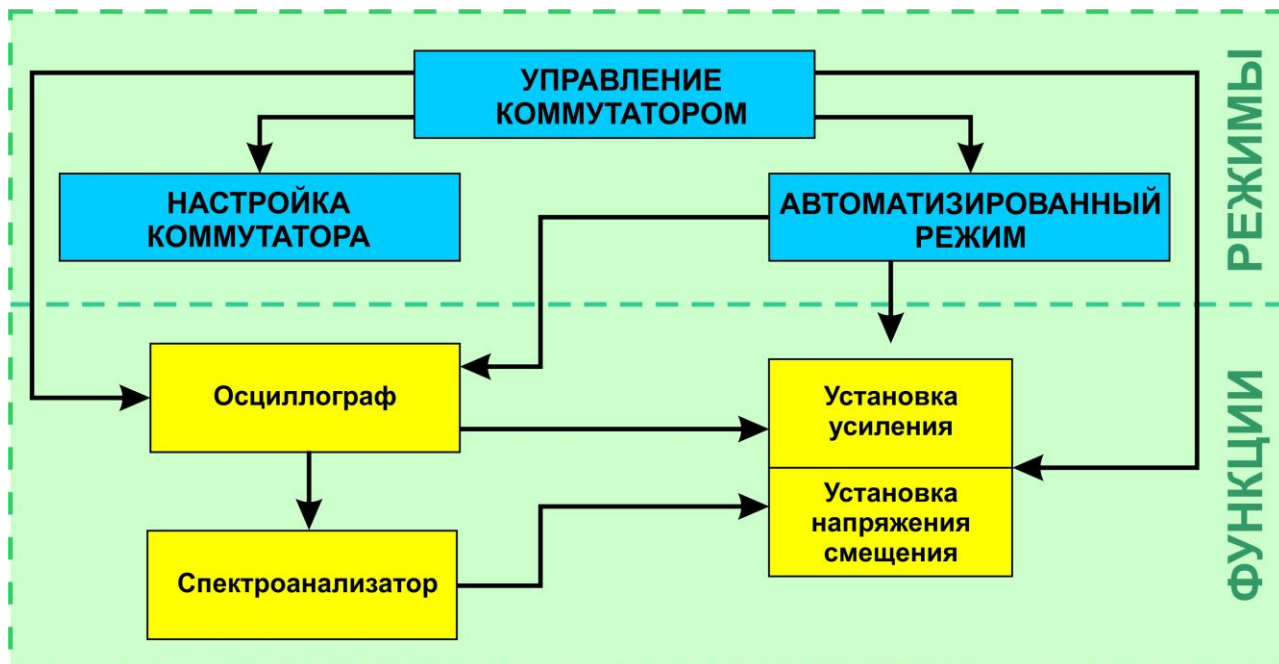 УПРАВЛЕНИЕ
КОММУТАТОРОМ
НАСТРОЙКА
КОММУТАТОРА
АВТОМАТИЗИРОВАННЫЙ
РЕЖИМ
РЕЖИМЫ
Осциллограф
Установка
усиления
Установка
напряжения
смещения
Спектроанализатор
ФУНКЦИИ